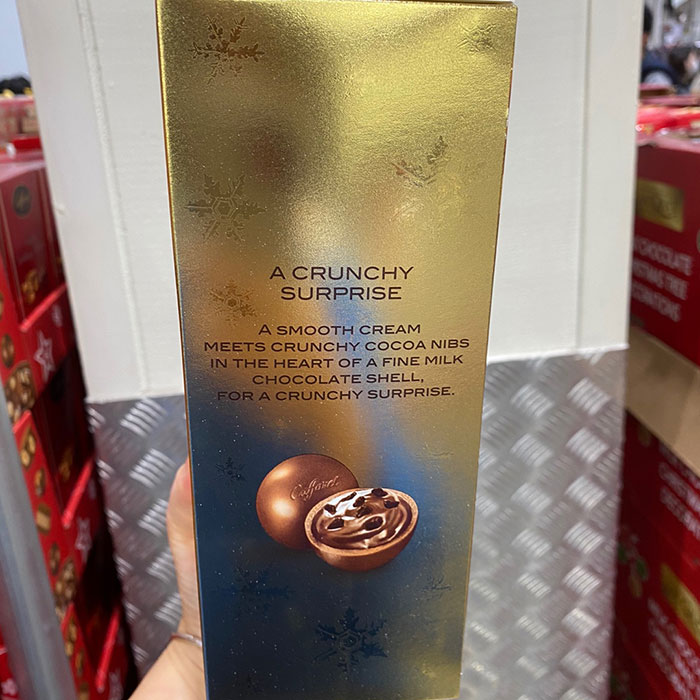 A CRUNCHY
SURPRISE
A SMOOTH CREAM
MEETS CRUNCHY COCOA NIBS
IN THE HEART OF A FINE MILK
CHOCOLATE SHELL,
FOR A CRUNCHY SURPRISE.
Caffarel
CHOCOLATE